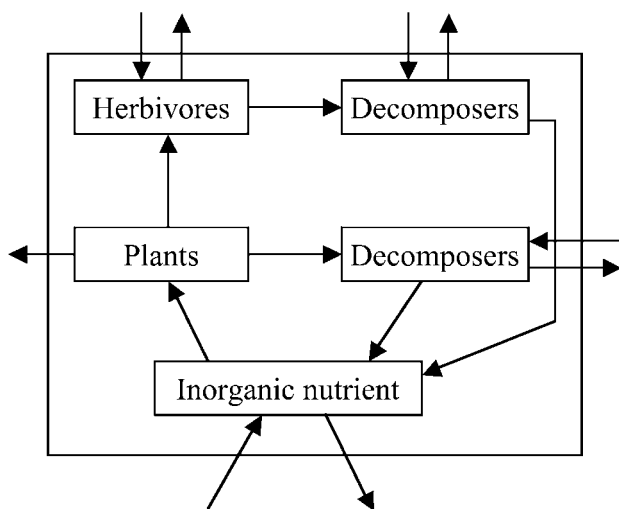 Herbivores
Decomposers
Plants
Decomposers
Inorganic nutrient